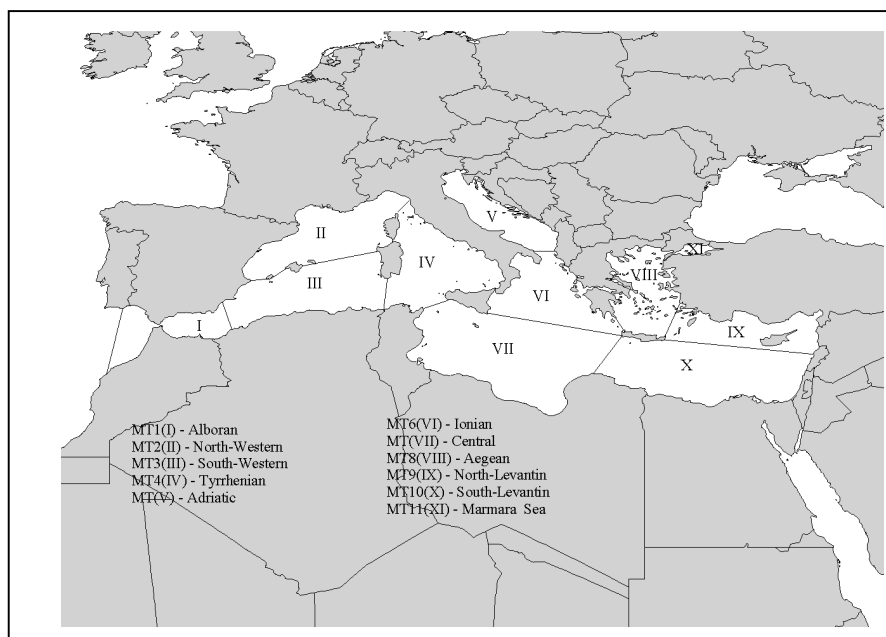 XI
V
II
IV
VIII
III
VI
IX
I
VII
X
MT1(I) - Alboran
MT2(II) - North-Western
MT3(III) - South-Western
MT4(IV) - Tyrrhenian
MT(V) - Adriatic
MT6(VI) - Ionian
MT(VII) - Central
MT8(VIII) - Aegean
MT9(IX) - North-Levantin
MT10(X) - South-Levantin
MT11(XI) - Marmara Sea